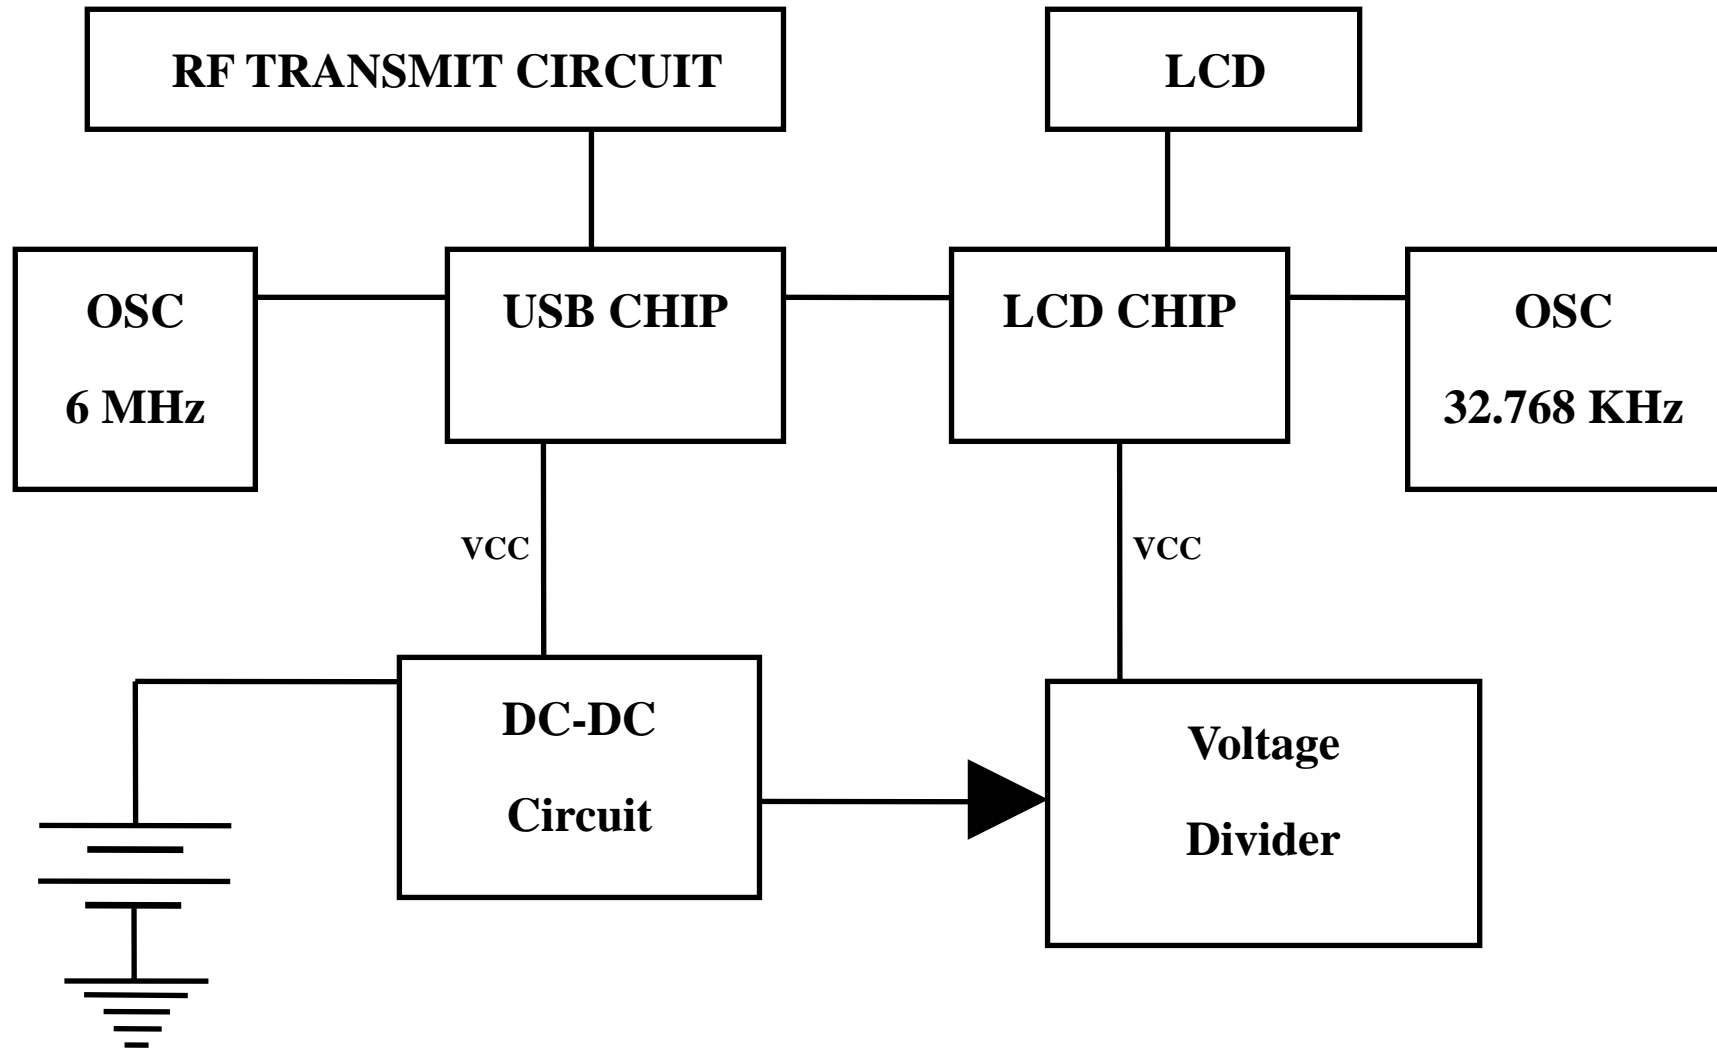 RF TRANSMIT CIRCUIT
LCD
OSC
6 MHz
USB CHIP
LCD CHIP
OSC
32.768 KHz
VCC
VCC
DC-DC
Circuit
Voltage
Divider